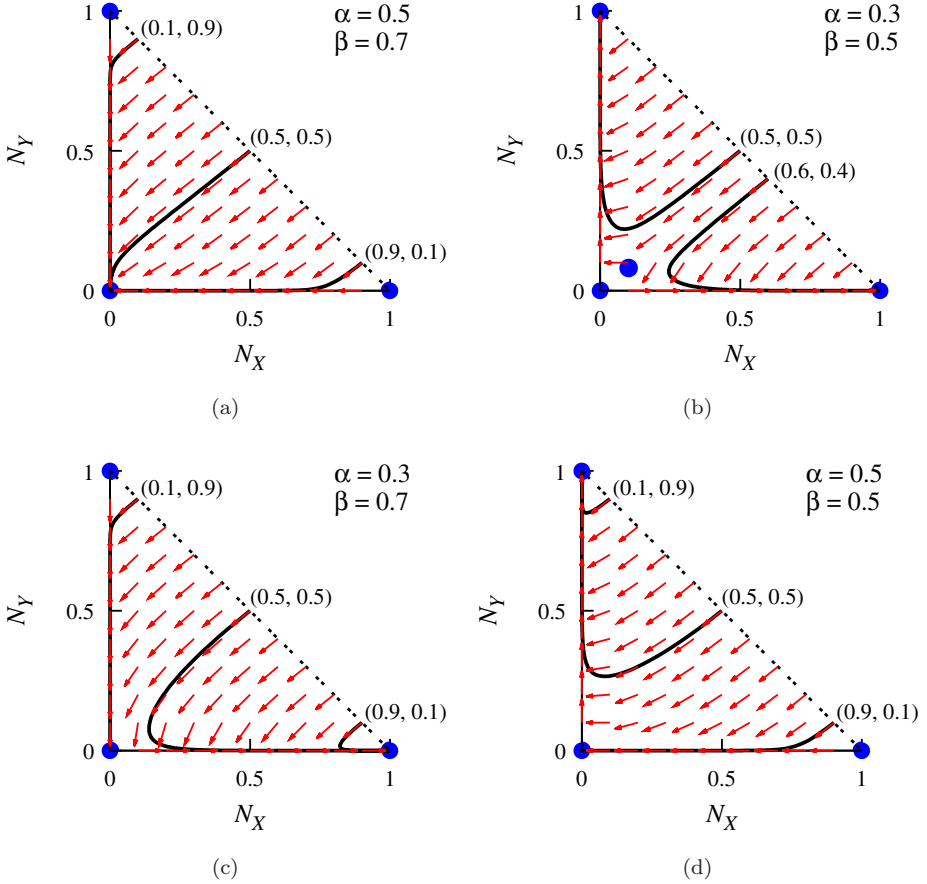 1
(0.1, 0.9)
α = 0.5
β = 0.7
N_Y
0.5
(0.5, 0.5)
(0.9, 0.1)
0
0
0.5
1
N_X
(a)
1
α = 0.3
β = 0.5
N_Y
0.5
(0.5, 0.5)
(0.6, 0.4)
0
0
0.5
1
N_X
(b)
1
(0.1, 0.9)
α = 0.3
β = 0.7
N_Y
0.5
(0.5, 0.5)
(0.9, 0.1)
0
0
0.5
1
N_X
(c)
1
(0.1, 0.9)
α = 0.5
β = 0.5
N_Y
0.5
(0.5, 0.5)
(0.9, 0.1)
0
0
0.5
1
N_X
(d)